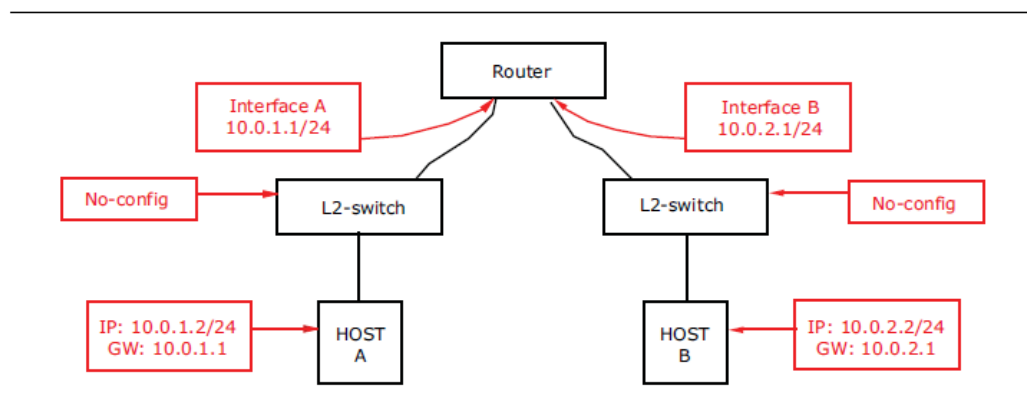 Router
Interface A
10.0.1.1/24
Interface B
10.0.2.1/24
No-config
L2-switch
L2-switch
No-config
IP: 10.0.1.2/24
GW: 10.0.1.1
HOST
A
HOST
B
IP: 10.0.2.2/24
GW: 10.0.2.1